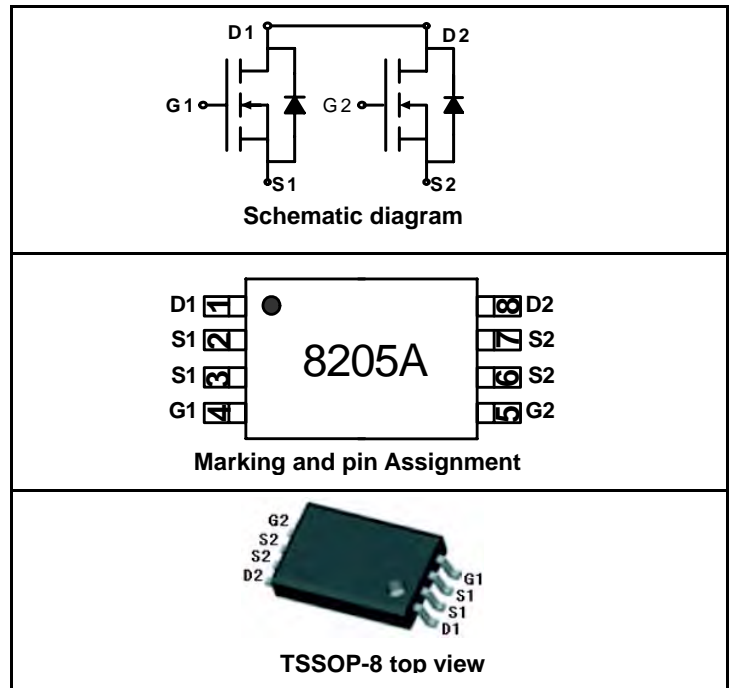 D1 D2
G1 G2
S1 S2
Schematic diagram
D1 1 8 D2
S1 2 7 S2
8205A
S1 3 6 S2
G1 4 5 G2
Marking and pin Assignment
G2
S2
S2
D2
G1
S1
S1
D1
TSSOP-8 top view